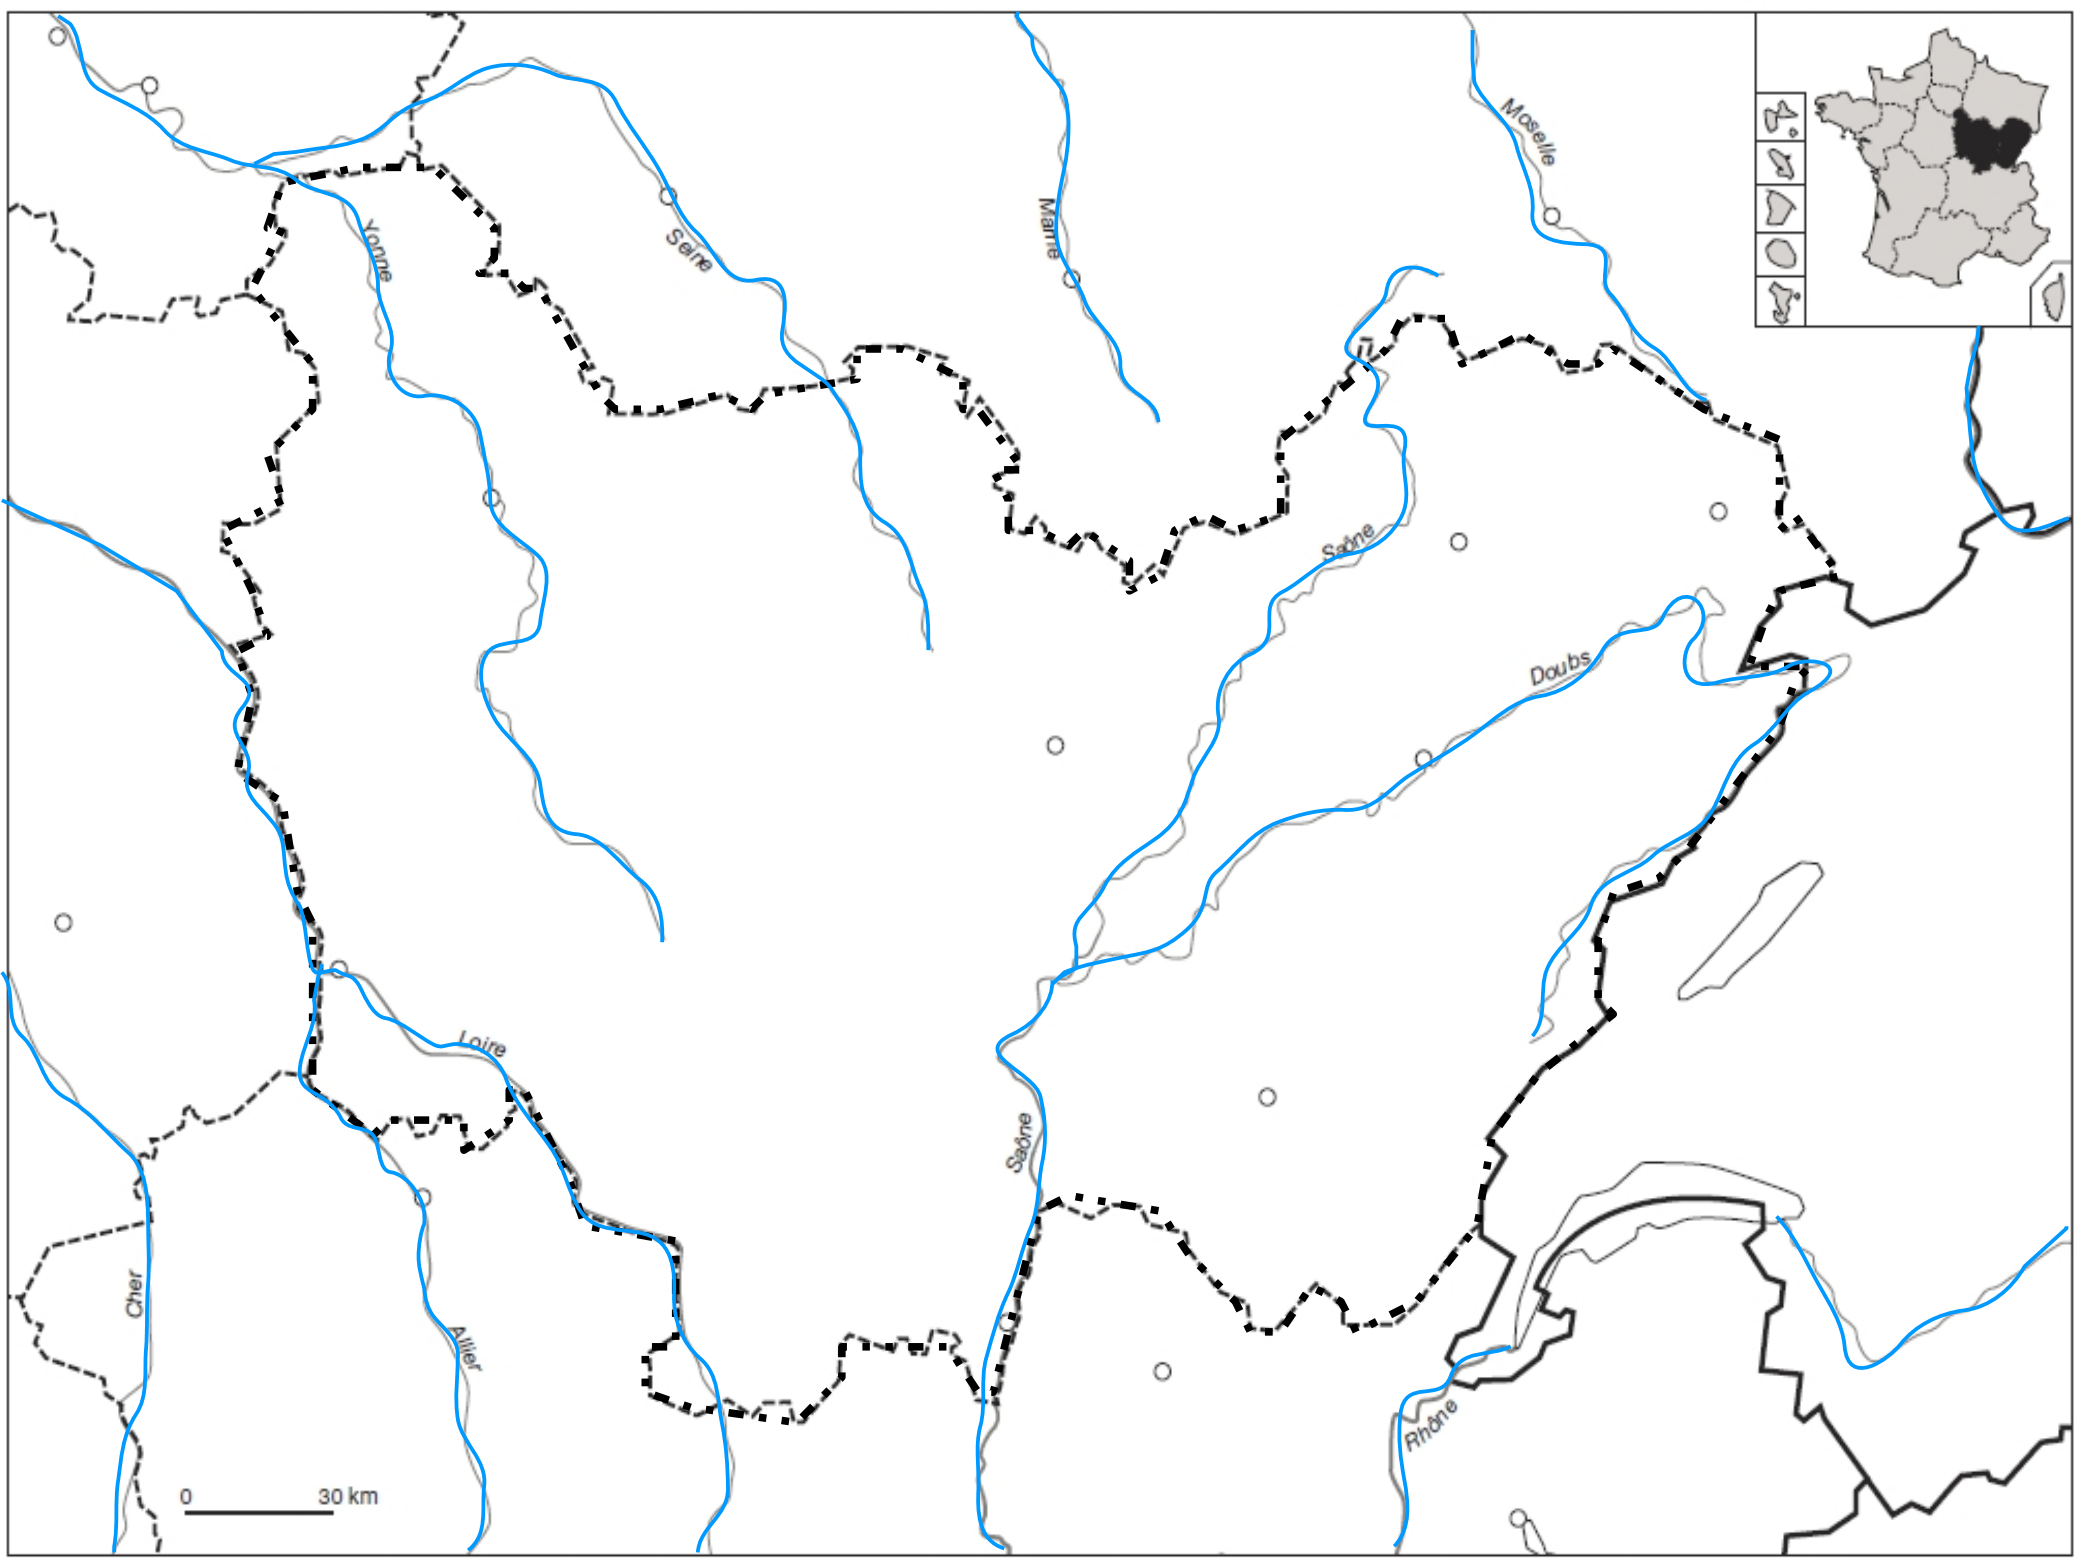 Moselle
Marne
Yonne
Seine
Saône
Doubs
Loire
Saône
Cher
Allier
Rhône
0 30 km